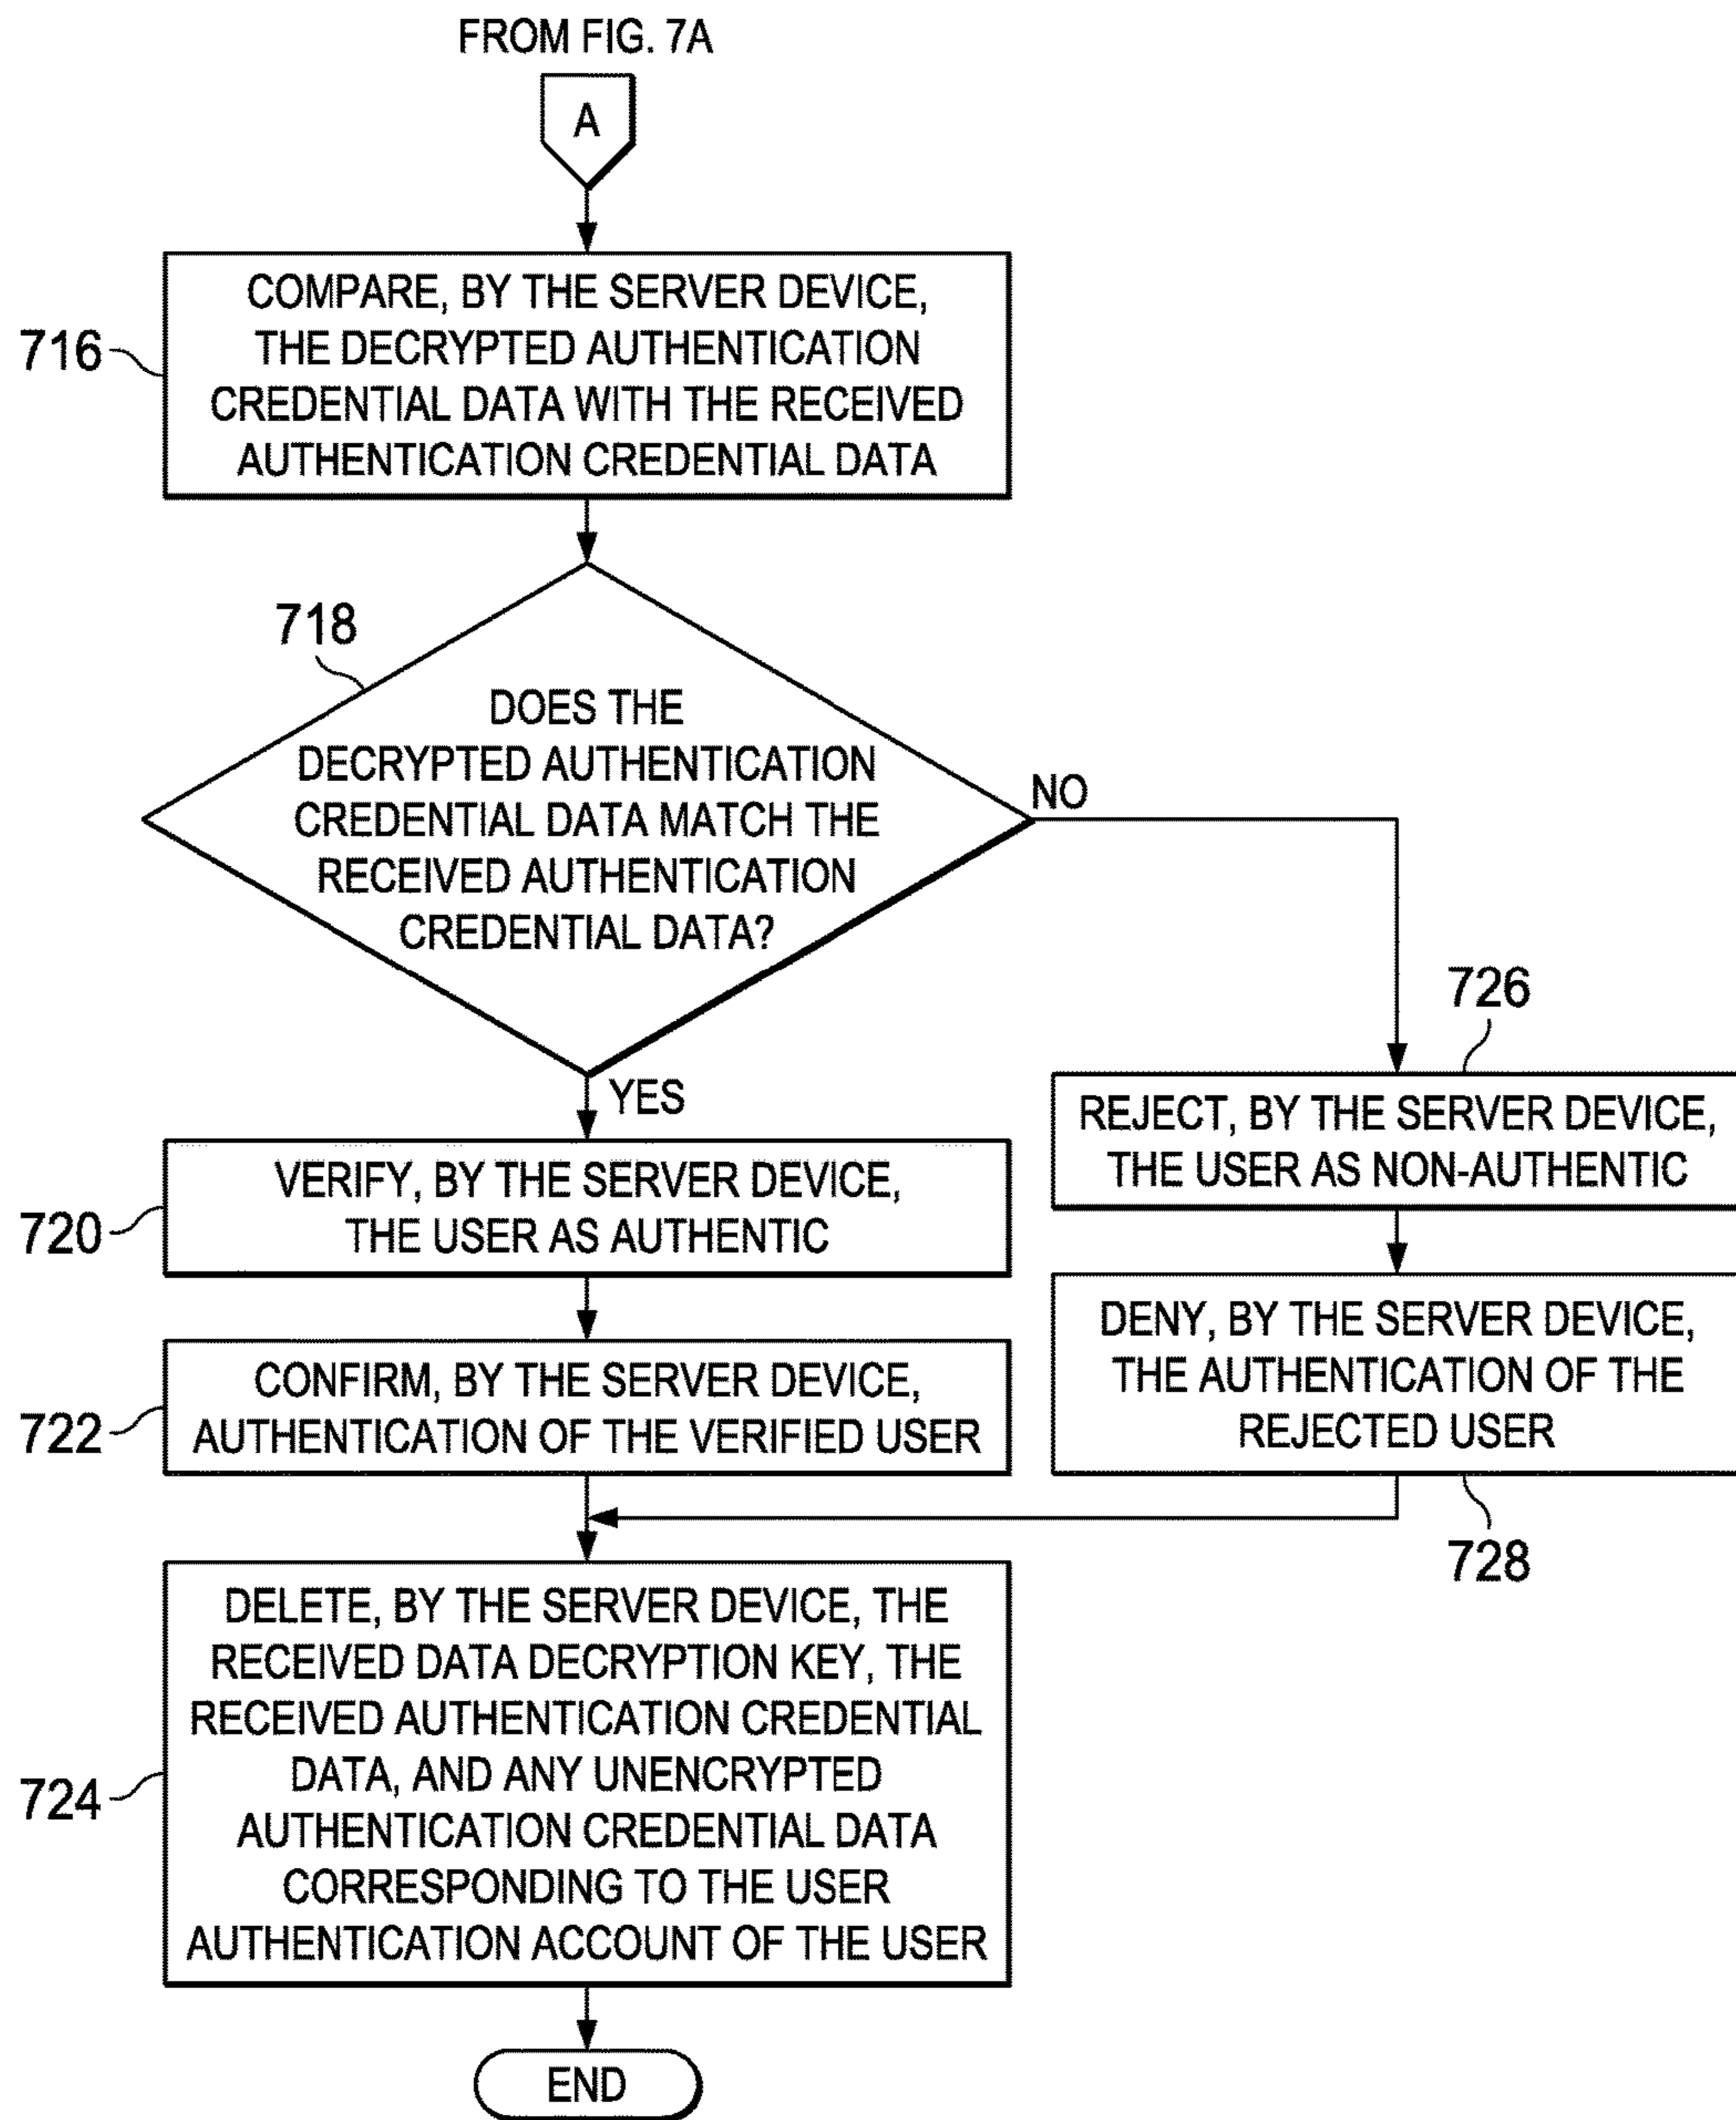 FROM FIG. 7A
A
716
COMPARE, BY THE SERVER DEVICE,
THE DECRYPTED AUTHENTICATION
CREDENTIAL DATA WITH THE RECEIVED
AUTHENTICATION CREDENTIAL DATA
718
DOES THE
DECRYPTED AUTHENTICATION
CREDENTIAL DATA MATCH THE
RECEIVED AUTHENTICATION
CREDENTIAL DATA?
NO
YES
720
VERIFY, BY THE SERVER DEVICE,
THE USER AS AUTHENTIC
722
CONFIRM, BY THE SERVER DEVICE,
AUTHENTICATION OF THE VERIFIED USER
726
REJECT, BY THE SERVER DEVICE,
THE USER AS NON-AUTHENTIC
DENY, BY THE SERVER DEVICE,
THE AUTHENTICATION OF THE
REJECTED USER
728
724
DELETE, BY THE SERVER DEVICE, THE
RECEIVED DATA DECRYPTION KEY, THE
RECEIVED AUTHENTICATION CREDENTIAL
DATA, AND ANY UNENCRYPTED
AUTHENTICATION CREDENTIAL DATA
CORRESPONDING TO THE USER
AUTHENTICATION ACCOUNT OF THE USER
END